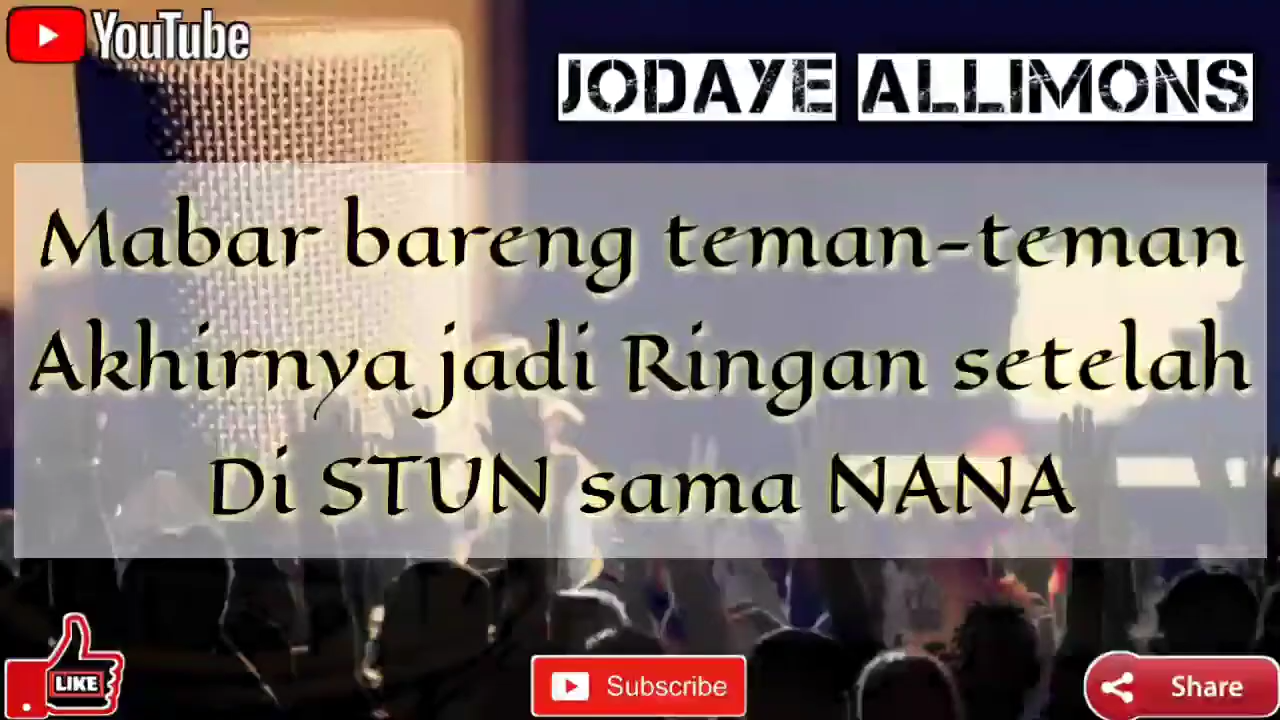 YouTube
JODAYE ALLIMONS
Mabar bareng teman-teman
Akhirnya jadi Ringan setelah
Di STUN sama NANA
LIKE
Subscribe
Share